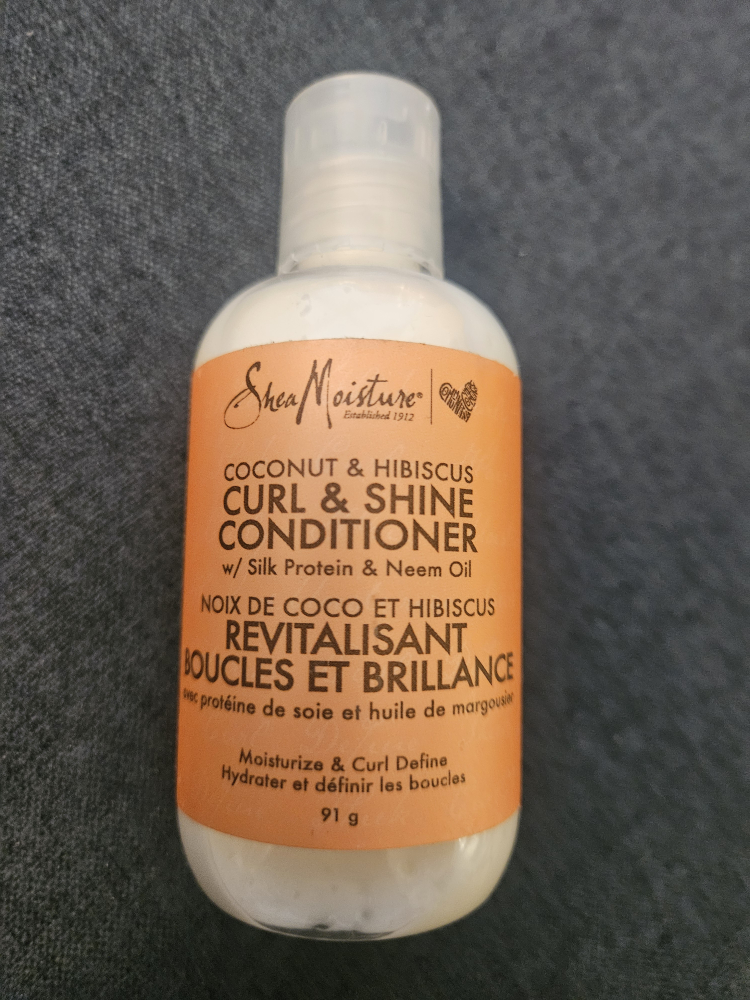 SheaMoisture®
Established 1912
COCONUT & HIBISCUS
CURL & SHINE
CONDITIONER
w/ Silk Protein & Neem Oil
NOIX DE COCO ET HIBISCUS
REVITALISANT
BOUCLES ET BRILLANCE
avec protéine de soie et huile de margousier
Moisturize & Curl Define
Hydrater et définir les boucles
91 g